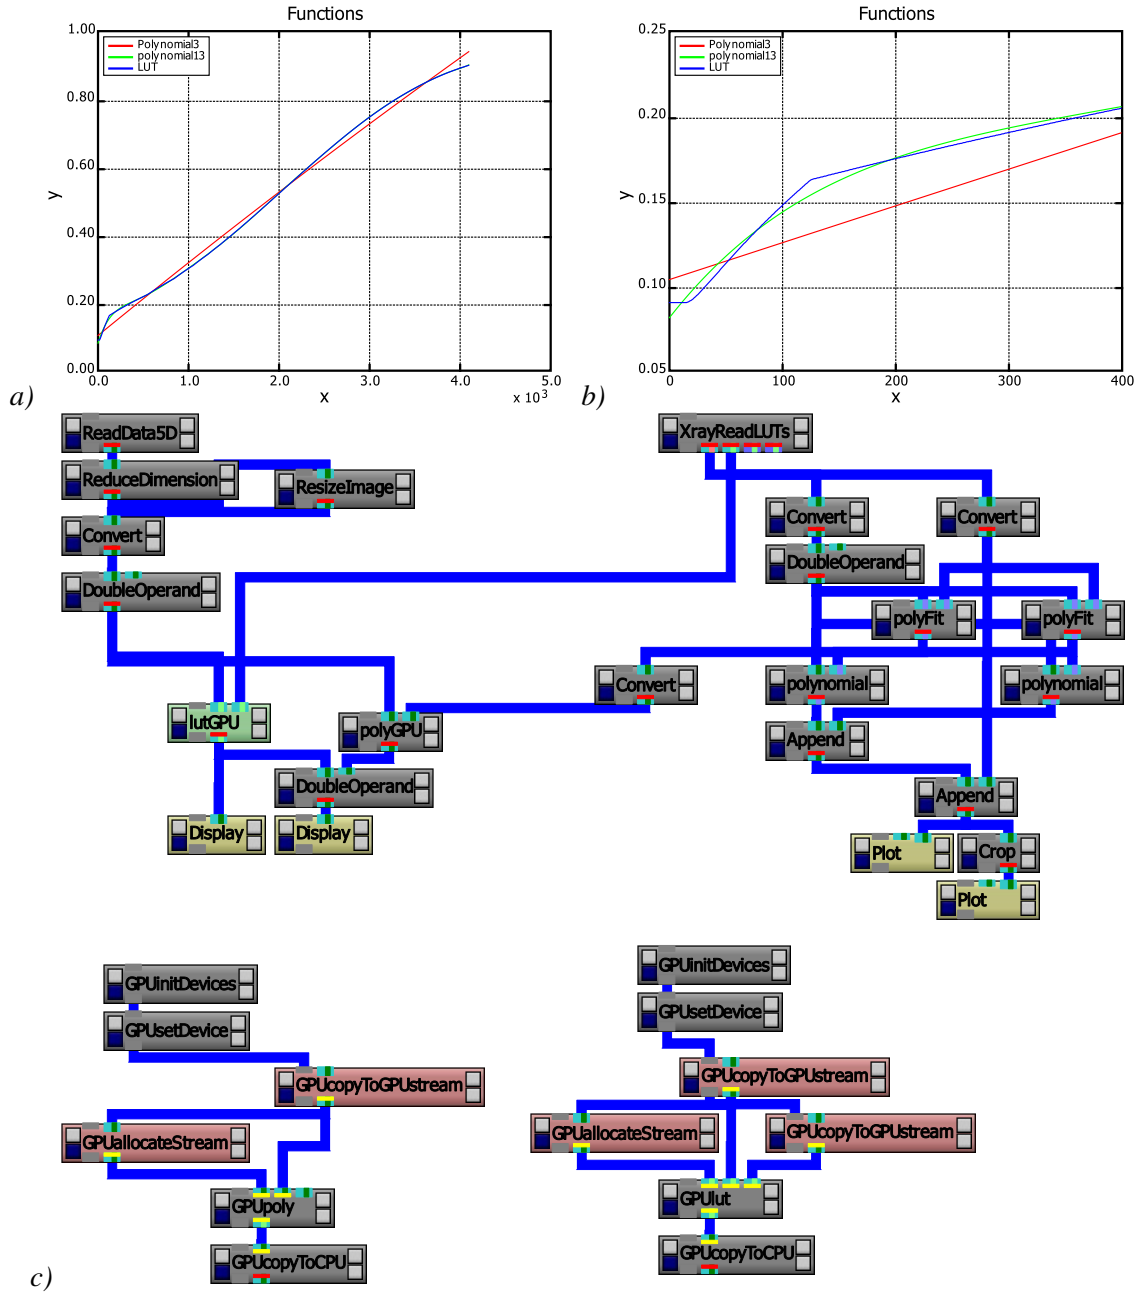 Functions
1.00
0.80
0.60
0.40
0.20
0.00
y
Polynomial3
polynomial13
LUT
0.0
1.0
2.0
3.0
4.0
5.0
x
x 10³
a)
Functions
0.25
0.20
0.15
0.10
0.05
y
Polynomial3
polynomial13
LUT
0
100
200
300
400
x
b)
ReadData5D
ReduceDimension
ResizeImage
Convert
DoubleOperand
lutGPU
polyGPU
DoubleOperand
Display
Display
XrayReadLUTs
Convert
Convert
DoubleOperand
polyFit
polyFit
Convert
polynomial
polynomial
Append
Append
Plot
Crop
Plot
GPUinitDevices
GPUsetDevice
GPUcopyToGPUstream
GPUallocateStream
GPUpoly
GPUcopyToCPU
GPUinitDevices
GPUsetDevice
GPUcopyToGPUstream
GPUallocateStream
GPUcopyToGPUstream
GPUlut
GPUcopyToCPU
c)